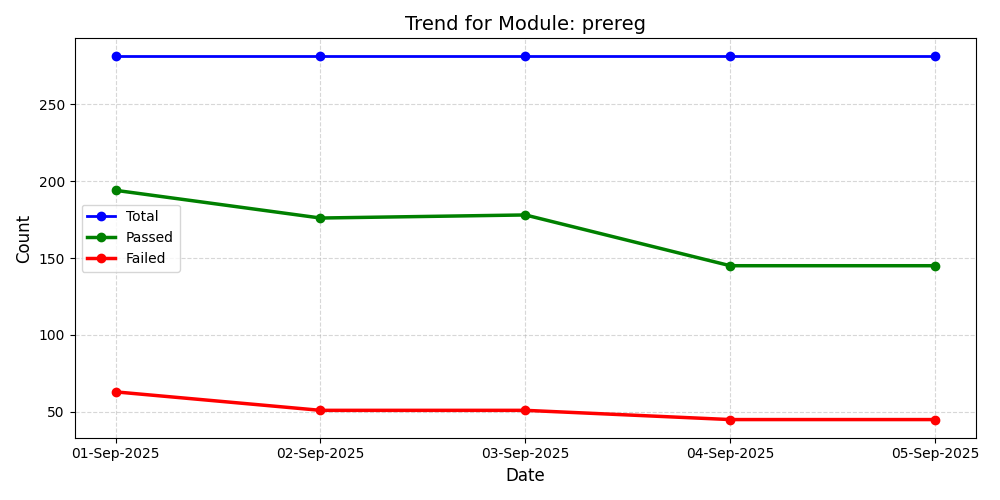 Trend for Module: prereg
Count
250
200
150
100
50
Total
Passed
Failed
01-Sep-2025
02-Sep-2025
03-Sep-2025
04-Sep-2025
05-Sep-2025
Date